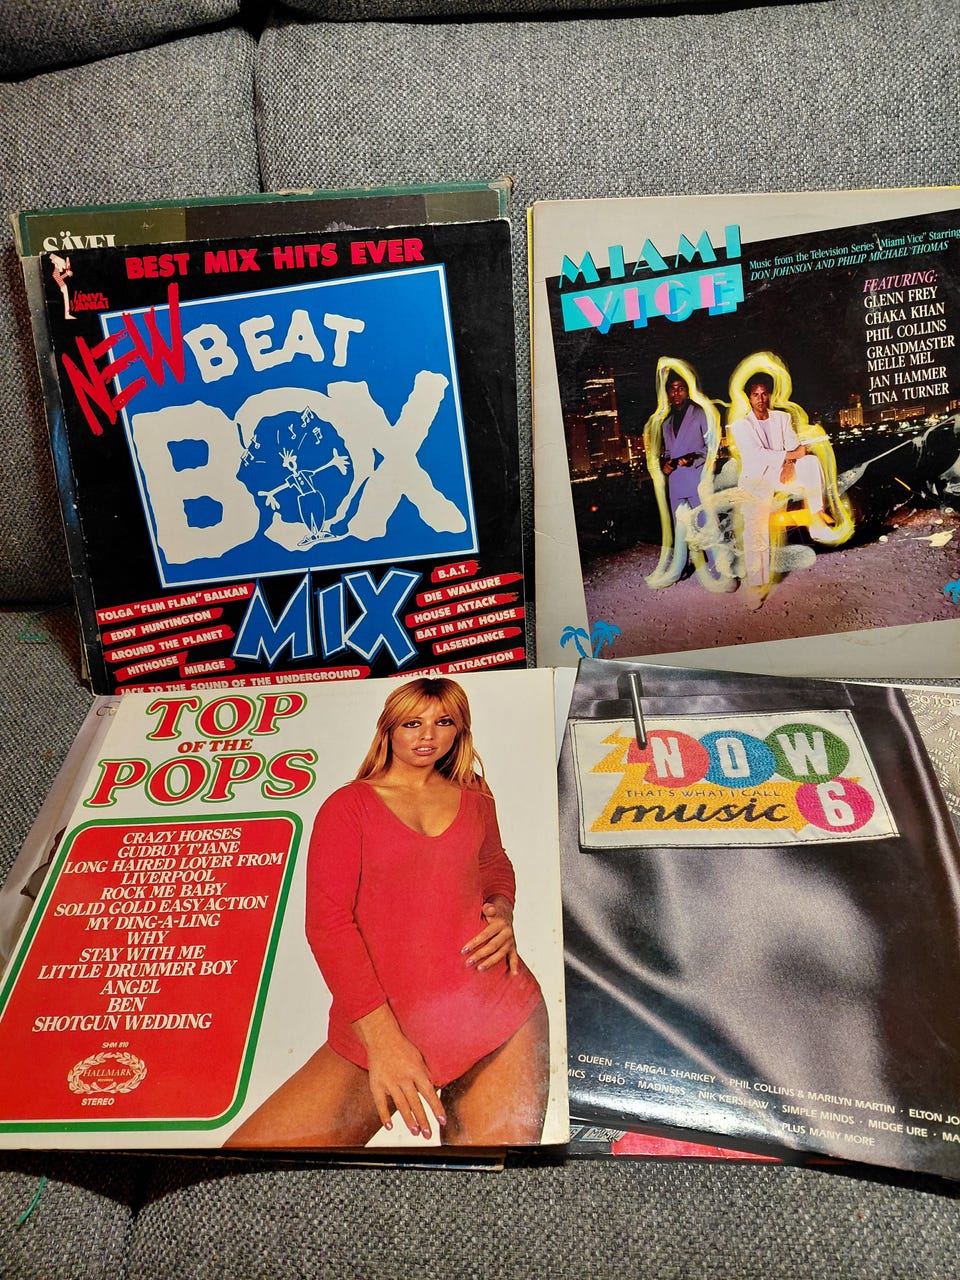 SÄVEL
BEST MIX HITS EVER
VINYL MANIA!
NEW BEAT
BOX
MIX
TOLGA "FLIM FLAM" BALKAN
EDDY HUNTINGTON
AROUND THE PLANET
HITHOUSE MIRAGE
JACK TO THE SOUND OF THE UNDERGROUND
B.A.T.
DIE WALKURE
HOUSE ATTACK
BAT IN MY HOUSE
LASERDANCE
ATTRACTION
MIAMI
VICE
Music from the Television Series "Miami Vice" Starring
DON JOHNSON AND PHILIP MICHAEL THOMAS
FEATURING:
GLENN FREY
CHAKA KHAN
PHIL COLLINS
GRANDMASTER
MELLE MEL
JAN HAMMER
TINA TURNER
TOP
OF THE
POPS
CRAZY HORSES
GUDBUY T'JANE
LONG HAIRED LOVER FROM
LIVERPOOL
ROCK ME BABY
SOLID GOLD EASY ACTION
MY DING-A-LING
WHY
STAY WITH ME
LITTLE DRUMMER BOY
ANGEL
BEN
SHOTGUN WEDDING
SHM 810
HALLMARK
RECORDS
STEREO
NOW
THAT'S WHAT I CALL
music 6
· QUEEN · FEARGAL SHARKEY · PHIL COLLINS & MARILYN MARTIN · ELTON JO
MICS · UB40 · MADNESS · NIK KERSHAW · SIMPLE MINDS · MIDGE URE · MA
PLUS MANY MORE